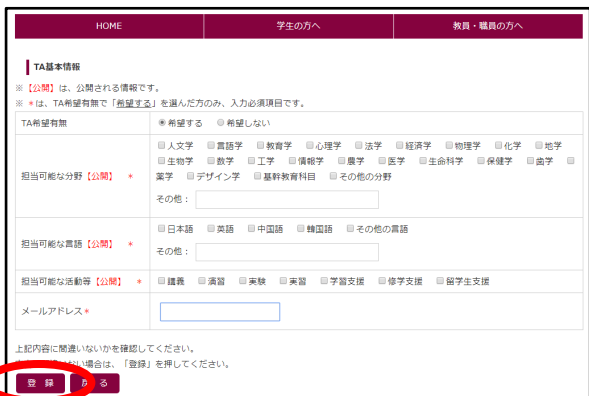 HOME 学生の方へ 教員・職員の方へ
TA基本情報
※【公開】は、公開される情報です。
※ *は、TA希望有無で「希望する」を選んだ方のみ、入力必須項目です。
TA希望有無 希望する 希望しない
担当可能な分野【公開】 *
人文学 言語学 教育学 心理学 法学 経済学 物理学 化学 地学
生物学 数学 工学 情報学 農学 医学 生命科学 保健学 歯学
薬学 デザイン学 基幹教育科目 その他の分野
その他：
担当可能な言語【公開】 *
日本語 英語 中国語 韓国語 その他の言語
その他：
担当可能な活動等【公開】 * 講義 演習 実験 実習 学習支援 修学支援 留学生支援
メールアドレス*
上記内容に間違いないかを確認してください。
ない場合は、「登録」を押してください。
登 録 戻 る